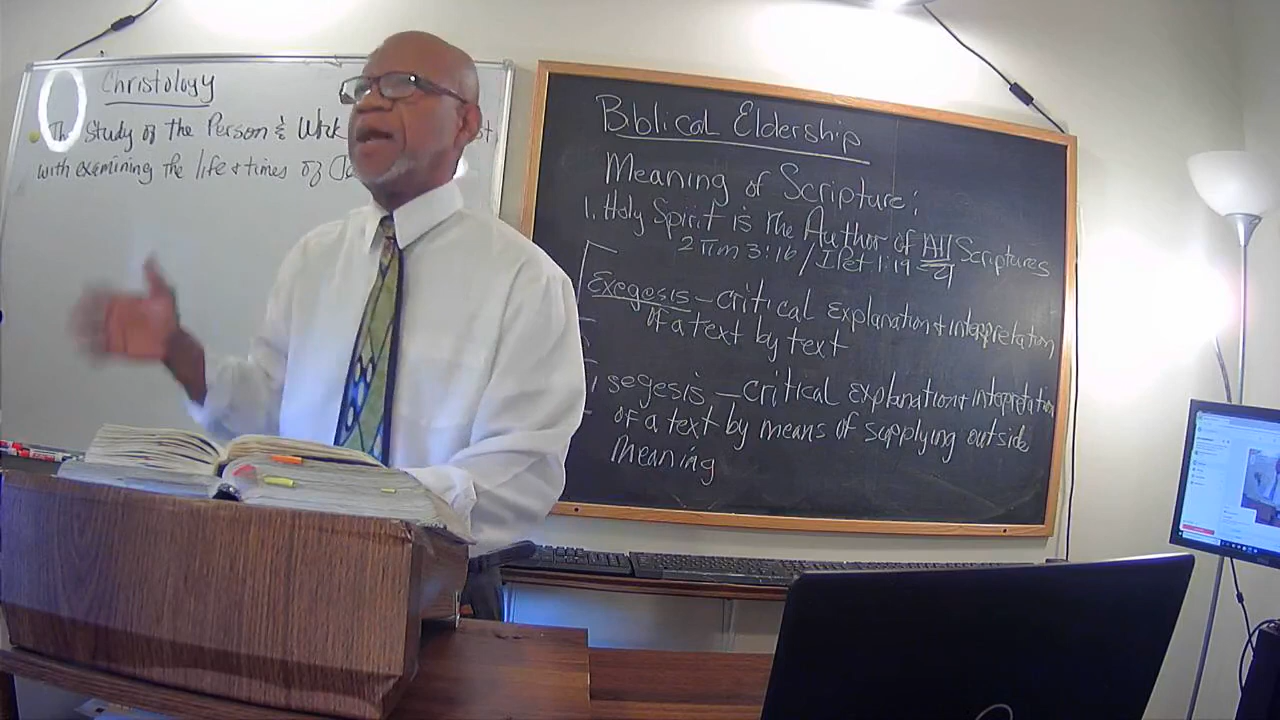 Christology
The Study of the Person & Work
with examining the life & times of
Biblical Eldership
Meaning of Scripture:
1. Holy Spirit is The Author of All Scriptures
2 Tim 3:16 / I Pet 1:19-21
Exegesis – critical explanation & interpretation
of a text by text
Isegesis – critical explanation & interpretation
of a text by means of supplying outside
Meaning